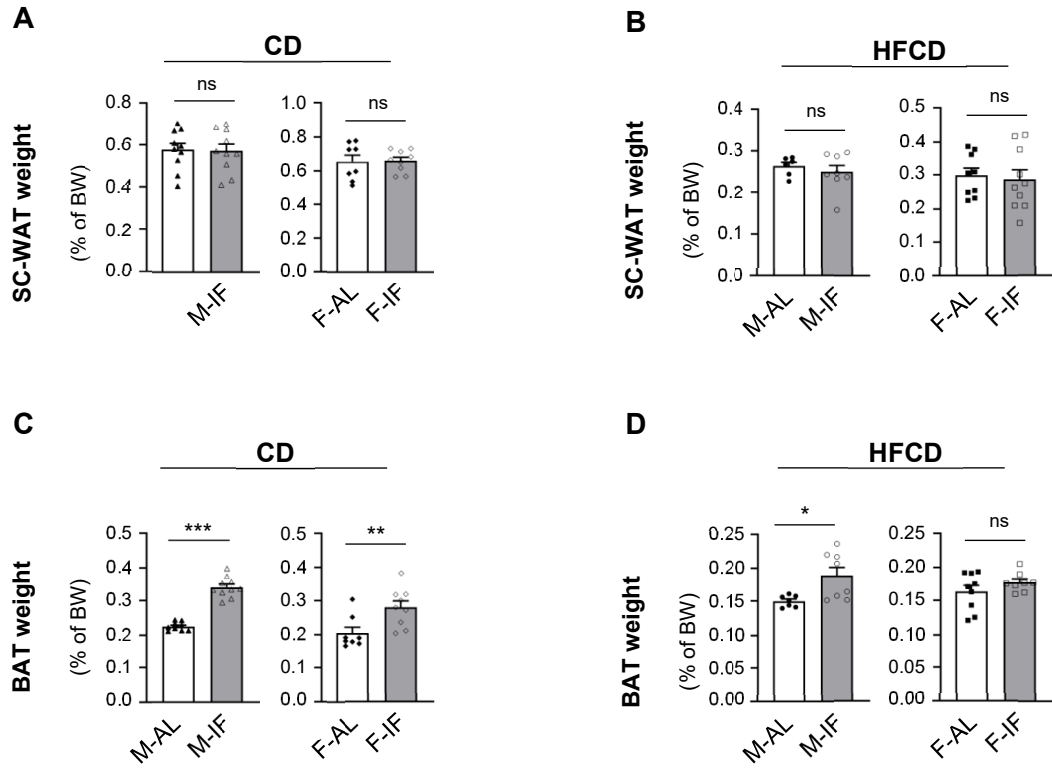 A
CD
SC-WAT weight
(% of BW)
0.8
0.6
0.4
0.2
0.0
ns
M-IF
1.0
0.8
0.6
0.4
0.2
0.0
ns
F-AL
F-IF
B
HFCD
SC-WAT weight
(% of BW)
0.4
0.3
0.2
0.1
0.0
ns
M-AL
M-IF
0.5
0.4
0.3
0.2
0.1
0.0
ns
F-AL
F-IF
C
CD
BAT weight
(% of BW)
0.5
0.4
0.3
0.2
0.1
0.0
***
M-AL
M-IF
0.5
0.4
0.3
0.2
0.1
0.0
**
F-AL
F-IF
D
HFCD
BAT weight
(% of BW)
0.25
0.20
0.15
0.10
0.05
0.00
*
M-AL
M-IF
0.25
0.20
0.15
0.10
0.05
0.00
ns
F-AL
F-IF